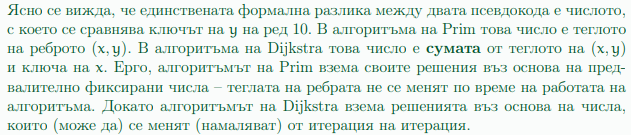 Ясно се вижда, че единствената формална разлика между двата псевдокода е числото,
с което се сравнява ключът на y на ред 10. В алгоритъма на Prim това число е теглото
на реброто (x, y). В алгоритъма на Dijkstra това число е сумата от теглото на (x, y)
и ключа на x. Ерго, алгоритъмът на Prim взема своите решения въз основа на пред-
валително фиксирани числа – теглата на ребрата не се менят по време на работата на
алгоритъма. Докато алгоритъмът на Dijkstra взема решенията въз основа на числа,
които (може да) се менят (намаляват) от итерация на итерация.